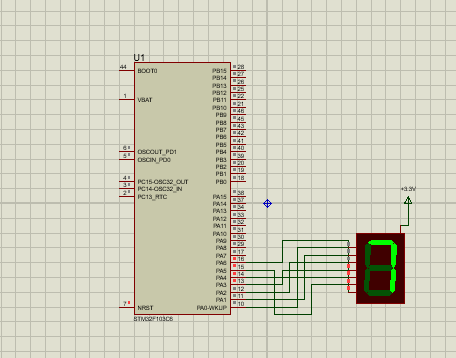 U1
44 BOOT0
1 VBAT
6 OSCOUT_PD1
5 OSCIN_PD0
4 PC15-OSC32_OUT
3 PC14-OSC32_IN
2 PC13_RTC
7 NRST
PB15 28
PB14 27
PB13 26
PB12 25
PB11 22
PB10 21
PB9 46
PB8 45
PB7 43
PB6 42
PB5 41
PB4 40
PB3 39
PB2 20
PB1 19
PB0 18
PA15 38
PA14 37
PA13 34
PA12 33
PA11 32
PA10 31
PA9 30
PA8 29
PA7 17
PA6 16
PA5 15
PA4 14
PA3 13
PA2 12
PA1 11
PA0-WKUP 10
STM32F103C6
+3.3V
7